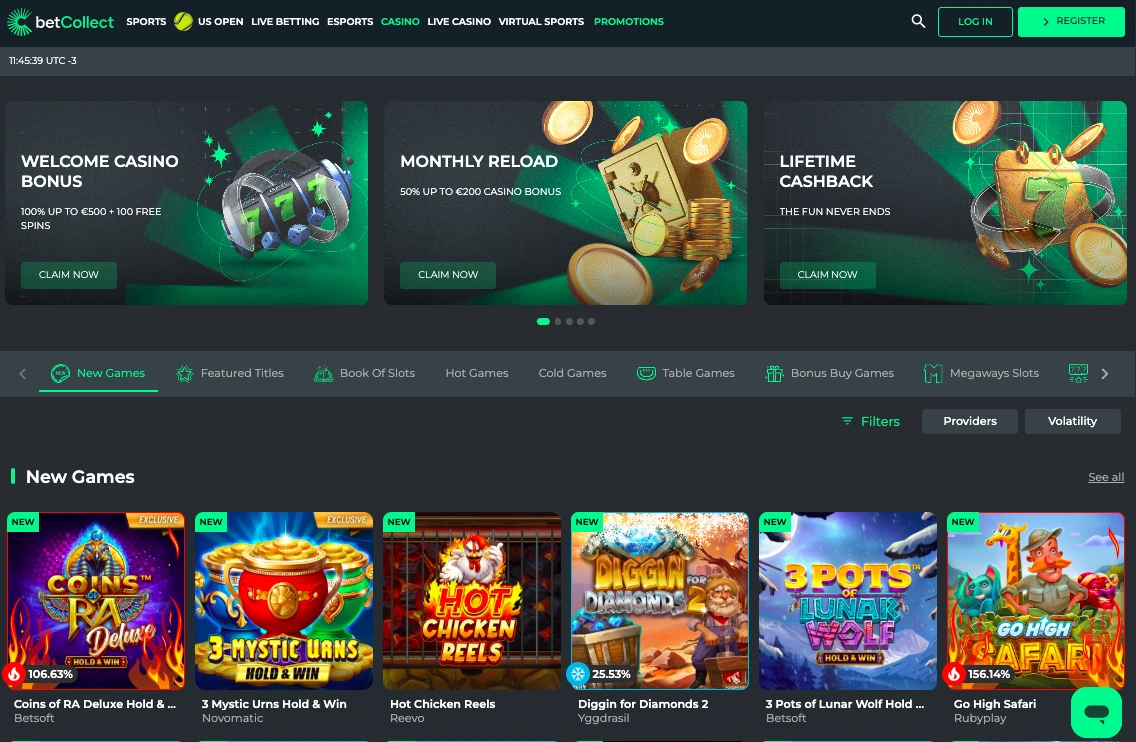 betCollect SPORTS US OPEN LIVE BETTING ESPORTS CASINO LIVE CASINO VIRTUAL SPORTS PROMOTIONS LOG IN REGISTER
11:45:39 UTC -3
WELCOME CASINO
BONUS
100% UP TO €500 + 100 FREE
SPINS
CLAIM NOW
777
MONTHLY RELOAD
50% UP TO €200 CASINO BONUS
CLAIM NOW
LIFETIME
CASHBACK
THE FUN NEVER ENDS
CLAIM NOW
7
NEW New Games Featured Titles Book Of Slots Hot Games Cold Games Table Games Bonus Buy Games Megaways Slots 777
Filters Providers Volatility
New Games See all
NEW EXCLUSIVE
COINS™
OF
RA
Deluxe
HOLD & WIN
106.63%
Coins of RA Deluxe Hold & ...
Betsoft
NEW EXCLUSIVE
3 MYSTIC URNS
HOLD & WIN
3 Mystic Urns Hold & Win
Novomatic
NEW
HOT
CHICKEN
REELS
Hot Chicken Reels
Reevo
NEW
DIGGIN
FOR
DIAMONDS 2
25.53%
Diggin for Diamonds 2
Yggdrasil
NEW
3 POTS™
OF
LUNAR
WOLF
HOLD & WIN
3 Pots of Lunar Wolf Hold ...
Betsoft
NEW
GO HIGH
SAFARI
156.14%
Go High Safari
Rubyplay